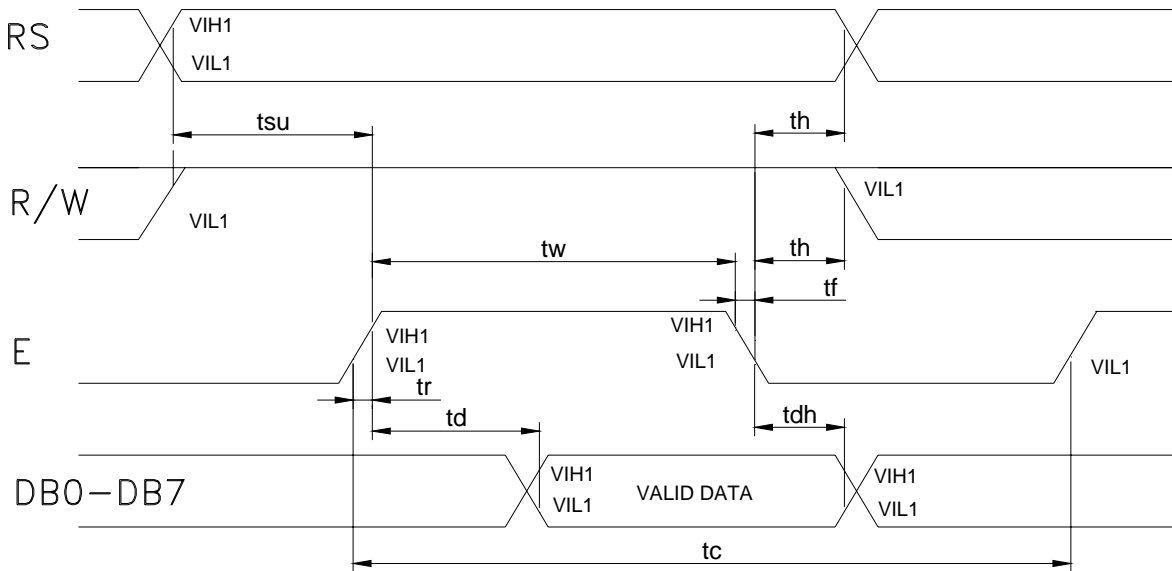 RS
VIH1
VIL1
tsu
th
R/W
VIL1
VIL1
tw
th
tf
E
VIH1
VIL1
VIH1
VIL1
VIL1
tr
td
tdh
DB0-DB7
VIH1
VIL1
VALID DATA
VIH1
VIL1
tc